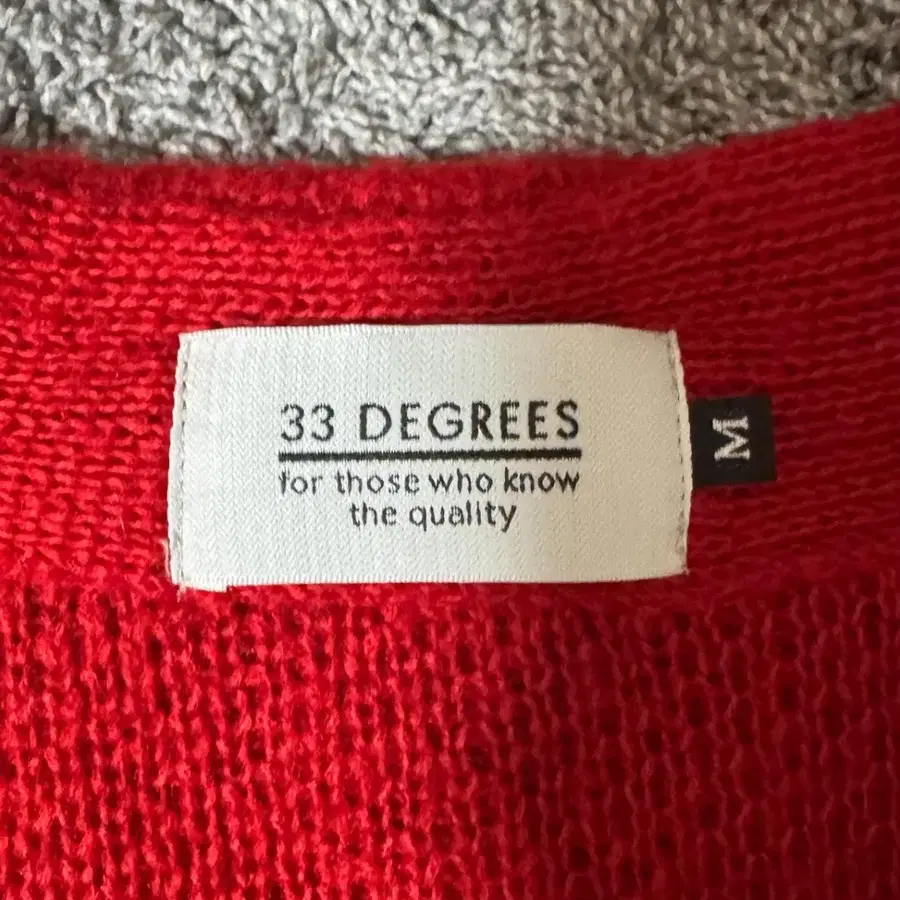 33 DEGREES
for those who know
the quality
M